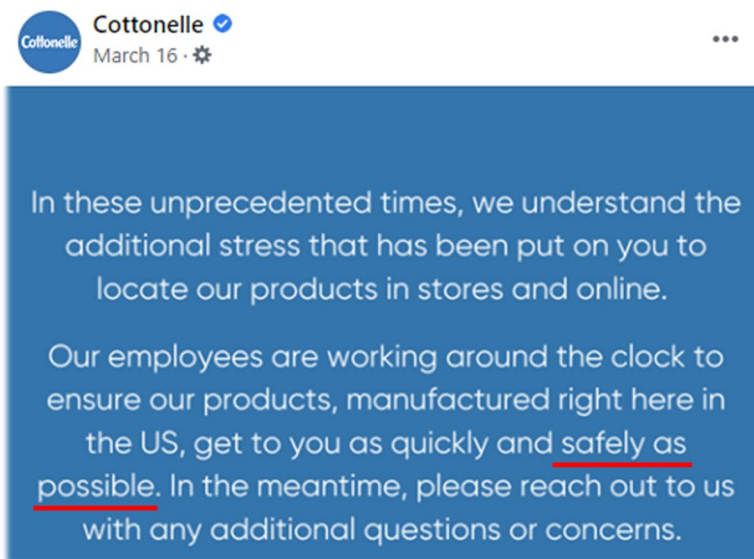 Cottonelle
Cottonelle
March 16 ·
In these unprecedented times, we understand the
additional stress that has been put on you to
locate our products in stores and online.
Our employees are working around the clock to
ensure our products, manufactured right here in
the US, get to you as quickly and safely as
possible. In the meantime, please reach out to us
with any additional questions or concerns.